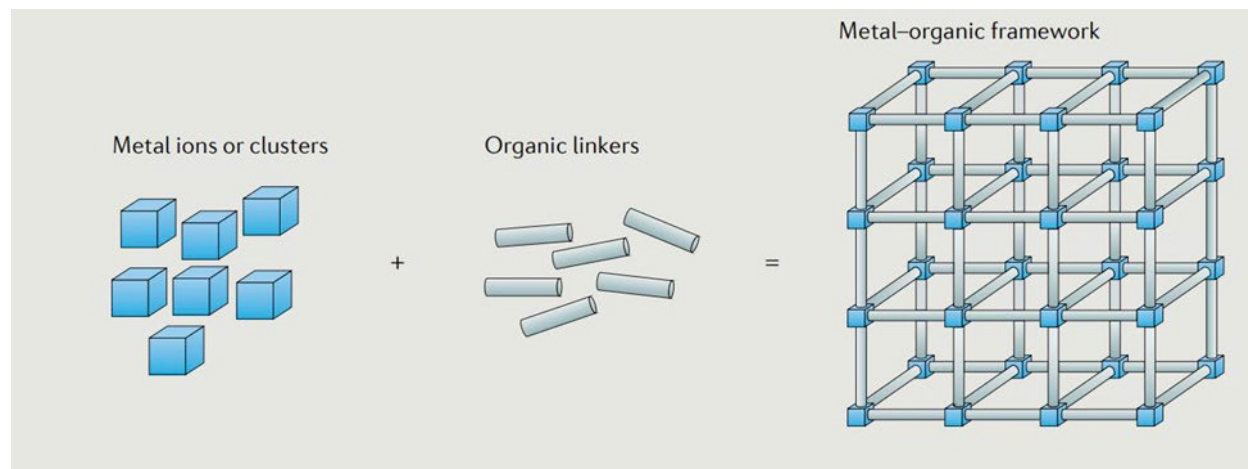 Metal–organic framework
Metal ions or clusters
Organic linkers
+
=